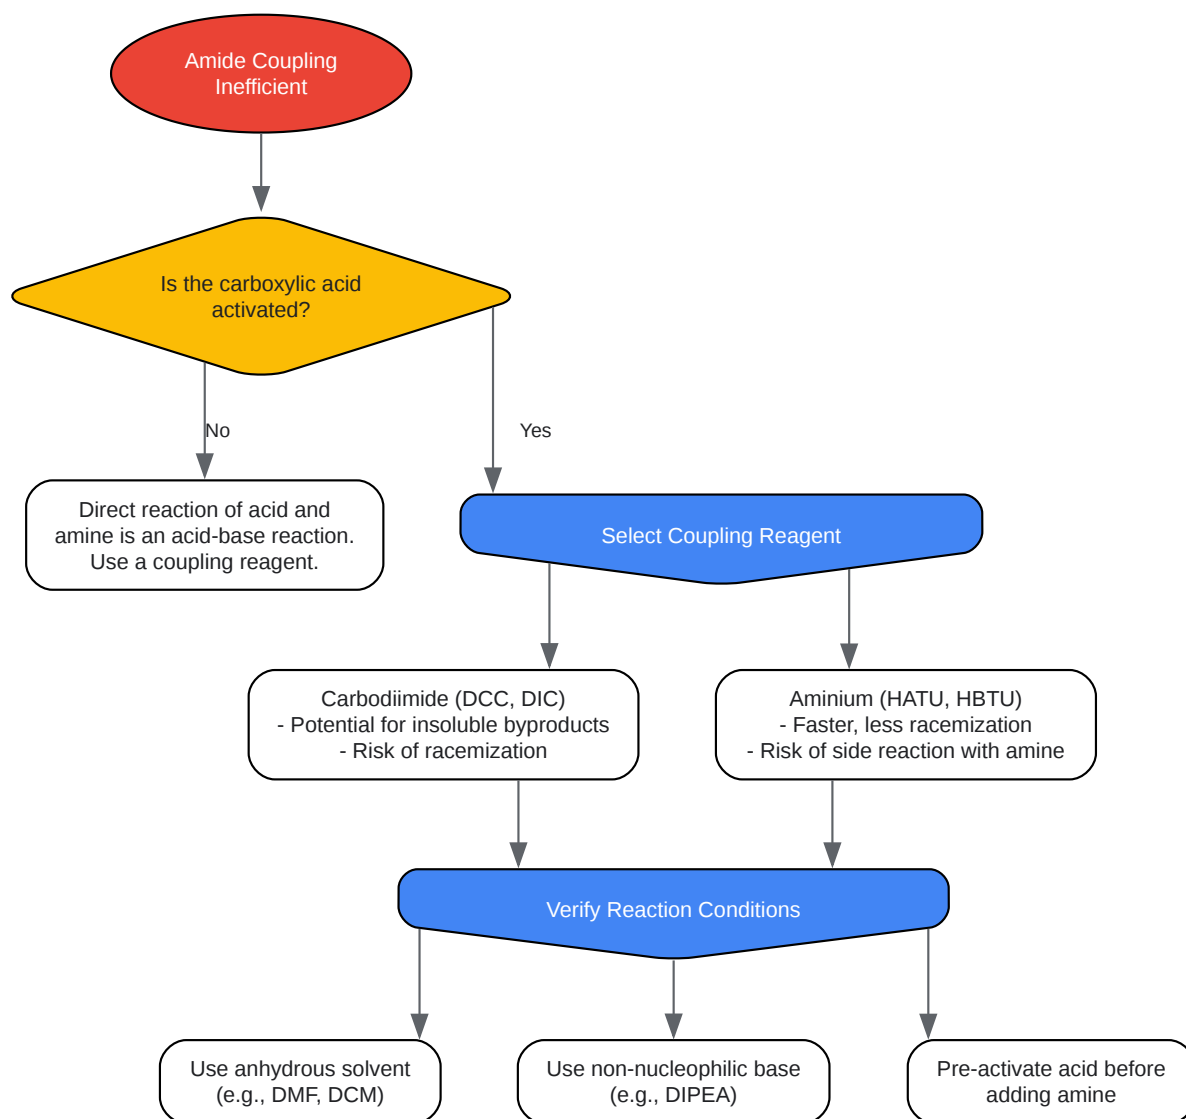 Amide Coupling
Inefficient
Is the carboxylic acid
activated?
No
Yes
Direct reaction of acid and
amine is an acid-base reaction.
Use a coupling reagent.
Select Coupling Reagent
Carbodiimide (DCC, DIC)
- Potential for insoluble byproducts
- Risk of racemization
Aminium (HATU, HBTU)
- Faster, less racemization
- Risk of side reaction with amine
Verify Reaction Conditions
Use anhydrous solvent
(e.g., DMF, DCM)
Use non-nucleophilic base
(e.g., DIPEA)
Pre-activate acid before
adding amine